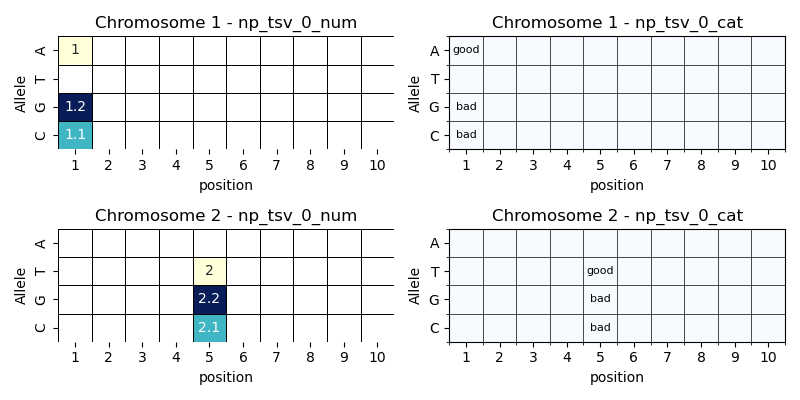 Chromosome 1 - np_tsv_0_num
Allele
A
T
G
C
1
1.2
1.1
1 2 3 4 5 6 7 8 9 10
position
Chromosome 1 - np_tsv_0_cat
Allele
A
T
G
C
good
bad
bad
1 2 3 4 5 6 7 8 9 10
position
Chromosome 2 - np_tsv_0_num
Allele
A
T
G
C
2
2.2
2.1
1 2 3 4 5 6 7 8 9 10
position
Chromosome 2 - np_tsv_0_cat
Allele
A
T
G
C
good
bad
bad
1 2 3 4 5 6 7 8 9 10
position